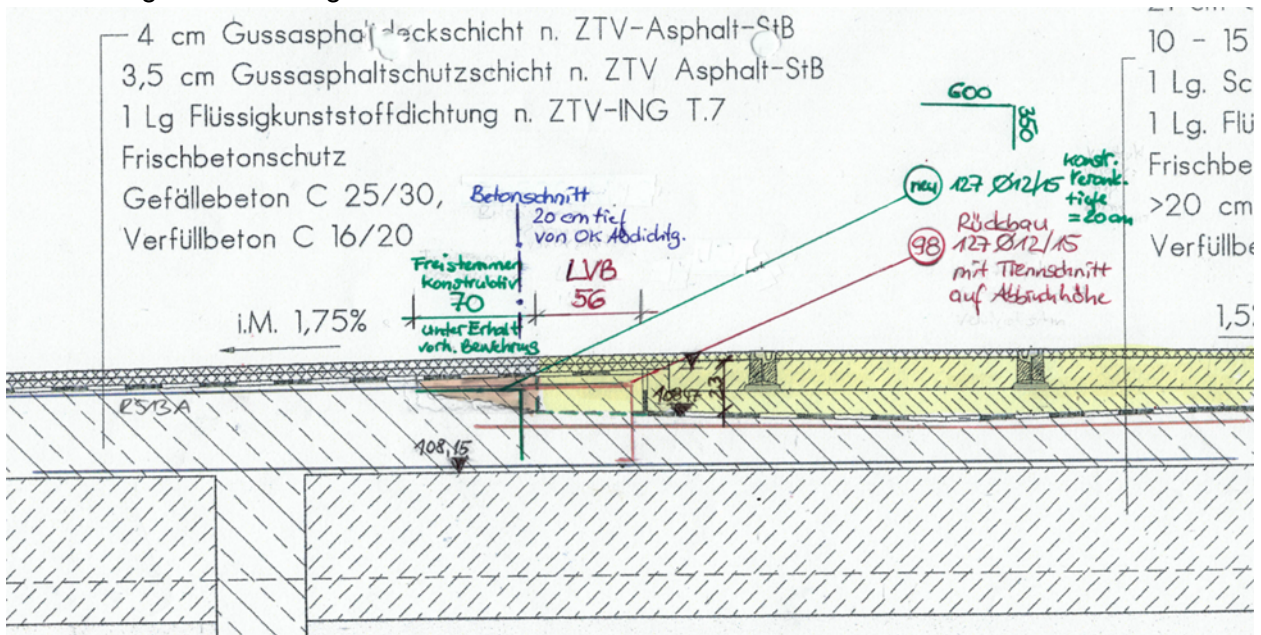 4 cm Gussasphaltdeckschicht n. ZTV-Asphalt-StB
3,5 cm Gussasphaltschutzschicht n. ZTV Asphalt-StB
1 Lg Flüssigkunststoffdichtung n. ZTV-ING T.7
Frischbetonschutz
Gefällebeton C 25/30,
Verfüllbeton C 16/20
Betonschnitt
20 cm tief
von OK Abdichtg.
Freistemmen
konstruktiv
70
unter Erhalt
vorh. Bewehrung
LVB
56
i.M. 1,75%
600
350
neu 127 Ø12/15
konstr.
Verank.
tiefe
=20cm
98
Rückbau
127 Ø12/15
mit Trennschnitt
auf Abbruchhöhe
10 - 15
1 Lg. Sc
1 Lg. Flü
Frischbe
>20 cm
Verfüllbe
1,5
R513A
108,15
10847
23